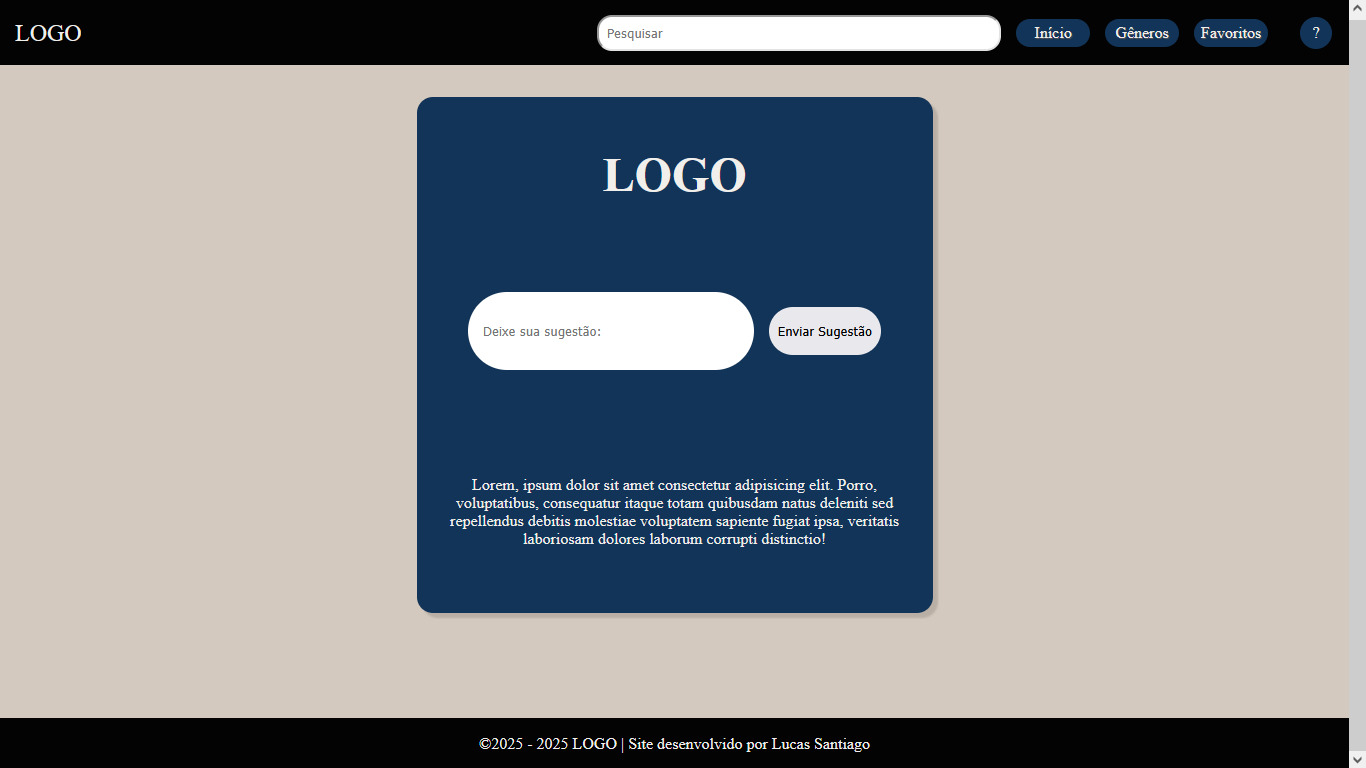 LOGO
Pesquisar
Início
Gêneros
Favoritos
?
LOGO
Deixe sua sugestão:
Enviar Sugestão
Lorem, ipsum dolor sit amet consectetur adipisicing elit. Porro,
voluptatibus, consequatur itaque totam quibusdam natus deleniti sed
repellendus debitis molestiae voluptatem sapiente fugiat ipsa, veritatis
laboriosam dolores laborum corrupti distinctio!
©2025 - 2025 LOGO | Site desenvolvido por Lucas Santiago